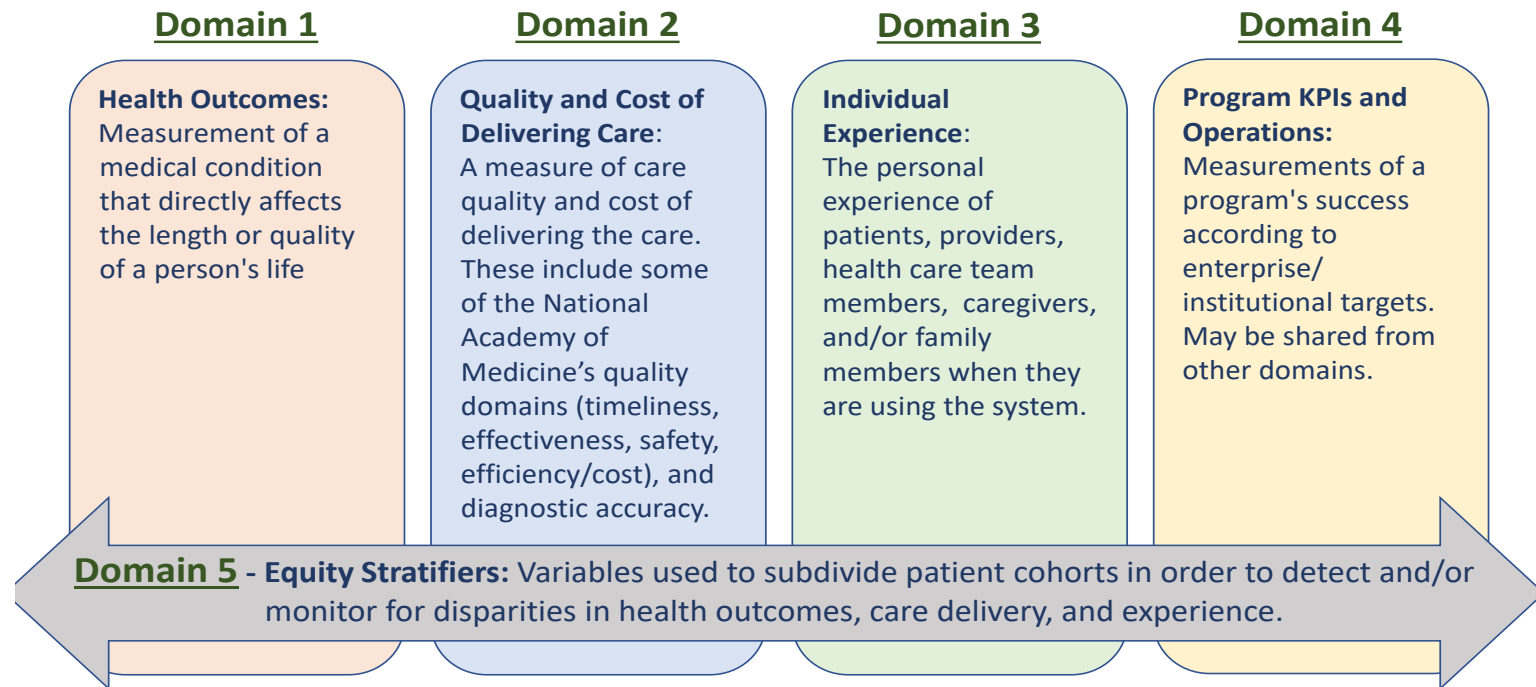 Domain 1
Health Outcomes:
Measurement of a
medical condition
that directly affects
the length or quality
of a person's life
Domain 2
Quality and Cost of
Delivering Care:
A measure of care
quality and cost of
delivering the care.
These include some
of the National
Academy of
Medicine’s quality
domains (timeliness,
effectiveness, safety,
efficiency/cost), and
diagnostic accuracy.
Domain 3
Individual
Experience:
The personal
experience of
patients, providers,
health care team
members, caregivers,
and/or family
members when they
are using the system.
Domain 4
Program KPIs and
Operations:
Measurements of a
program's success
according to
enterprise/
institutional targets.
May be shared from
other domains.
Domain 5 - Equity Stratifiers: Variables used to subdivide patient cohorts in order to detect and/or
monitor for disparities in health outcomes, care delivery, and experience.